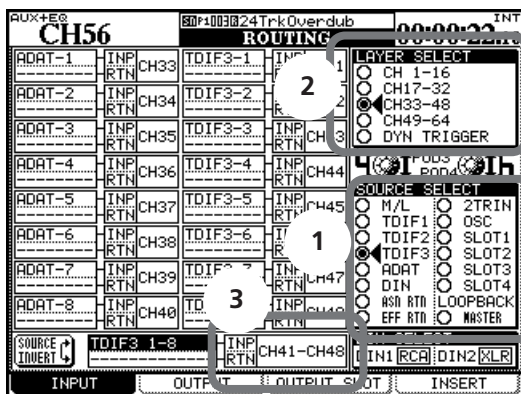 AUX+EQ
CH56
24TrkOverdub
INT
ROUTING
00:00:22
ADAT-1 INP RTN CH33 TDIF3-1 INP
ADAT-2 INP RTN CH34 TDIF3-2
ADAT-3 INP RTN CH35 TDIF3-3 INP RTN
ADAT-4 INP RTN CH36 TDIF3-4 INP RTN CH44
ADAT-5 INP RTN CH37 TDIF3-5 INP RTN CH45
ADAT-6 INP RTN CH38 TDIF3-6
ADAT-7 INP RTN CH39
ADAT-8 INP RTN CH40
LAYER SELECT
CH 1-16
CH17-32
CH33-48
CH49-64
DYN TRIGGER
2
SOURCE SELECT
M/L 2TRIN
TDIF1 OSC
TDIF2 SLOT1
TDIF3 SLOT2
ADAT SLOT3
DIN SLOT4
ASN RTN LOOPBACK
EFF RTN MASTER
1
3
SOURCE INVERT TDIF3 1-8 INP RTN CH41-CH48
DIN1 RCA DIN2 XLR
INPUT OUTPUT OUTPUT SLOT INSERT